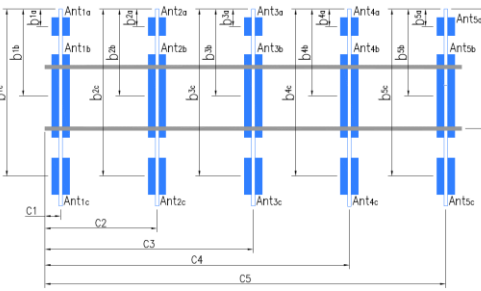 Ant1a Ant2a Ant3a Ant4a Ant5a
b1a b2a b3a b4a b5a
b1b b2b b3b b4b b5b
Ant1b Ant2b Ant3b Ant4b Ant5b
b2c b3c b4c b5c
Ant1c Ant2c Ant3c Ant4c Ant5c
C1
C2
C3
C4
C5